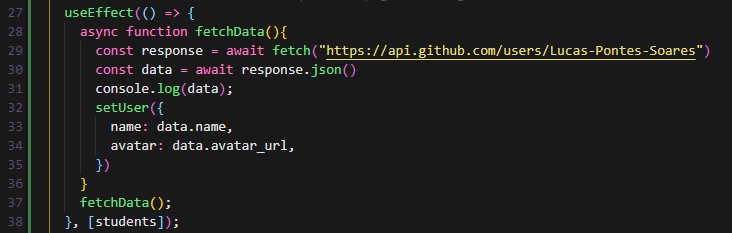 27 useEffect(() => {
28 async function fetchData(){
29 const response = await fetch("https://api.github.com/users/Lucas-Pontes-Soares")
30 const data = await response.json()
31 console.log(data);
32 setUser({
33 name: data.name,
34 avatar: data.avatar_url,
35 })
36 }
37 fetchData();
38 }, [students]);